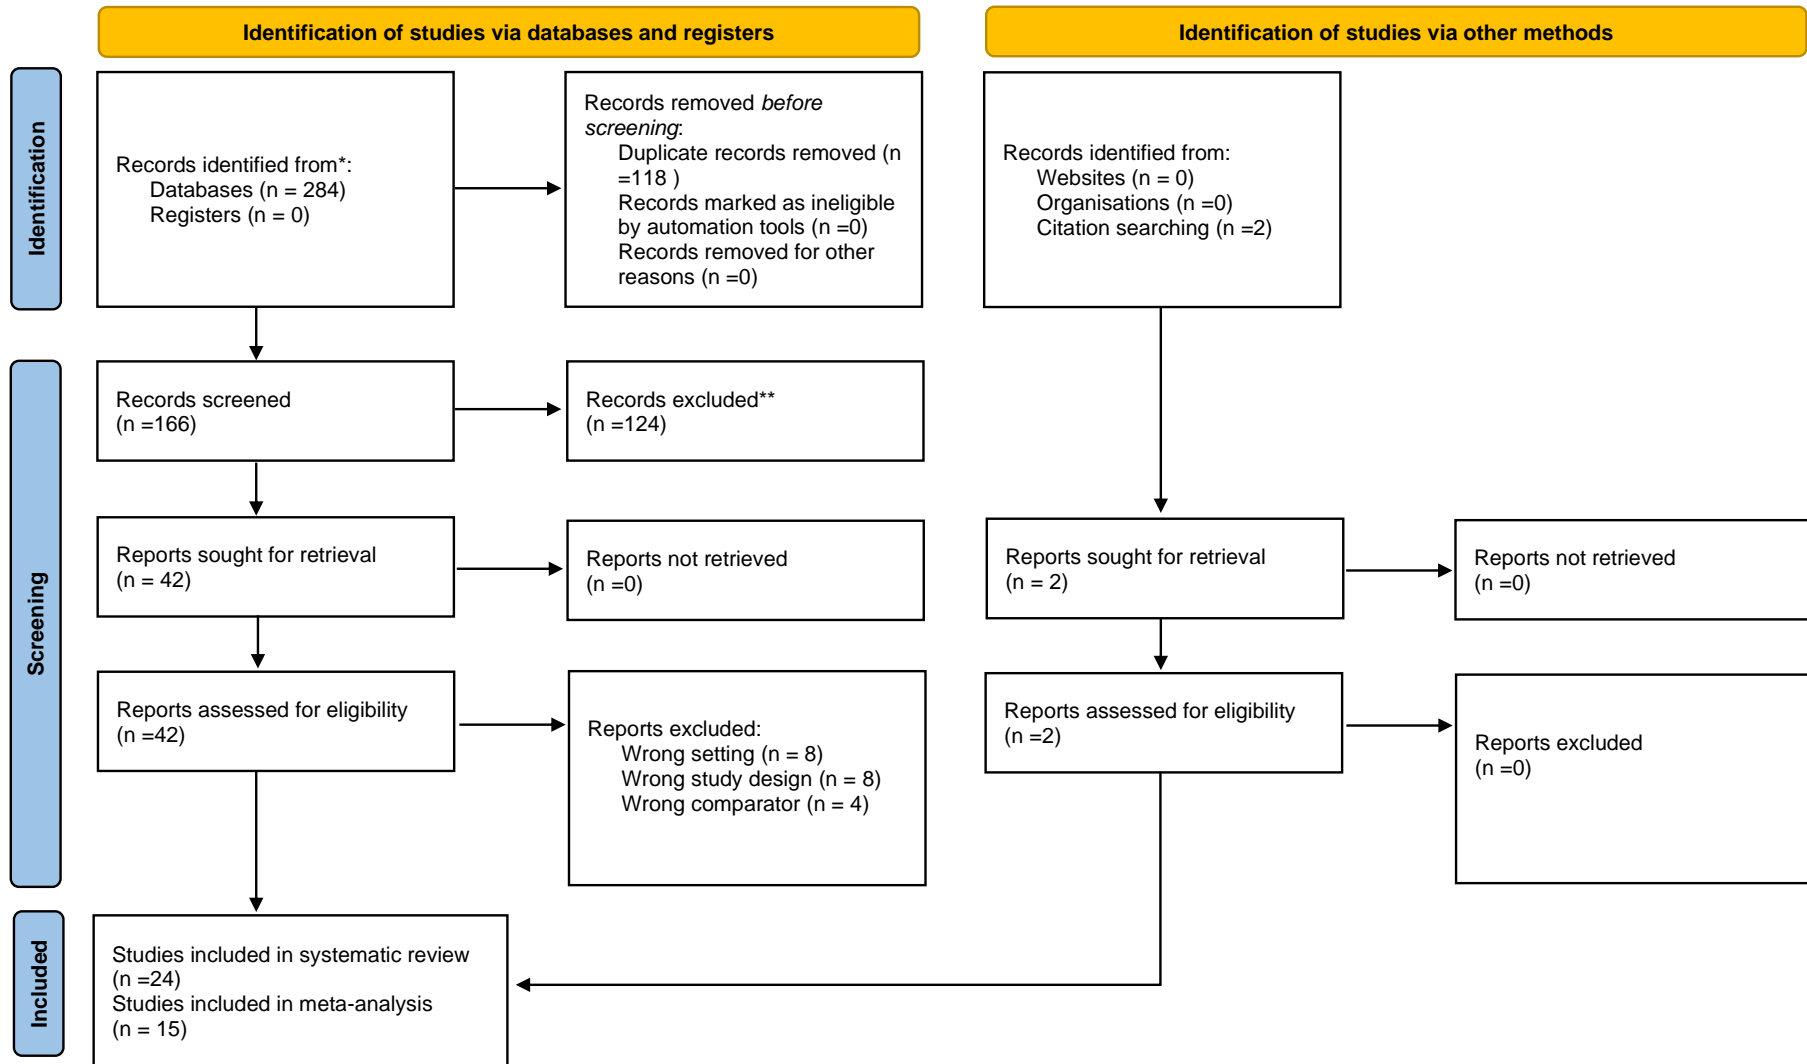 Identification of studies via databases and registers
Identification of studies via other methods
Identification
Records identified from*:
Databases (n = 284)
Registers (n = 0)
Records removed before
screening:
Duplicate records removed (n
=118 )
Records marked as ineligible
by automation tools (n =0)
Records removed for other
reasons (n =0)
Records identified from:
Websites (n = 0)
Organisations (n =0)
Citation searching (n =2)
Screening
Records screened
(n =166)
Records excluded**
(n =124)
Reports sought for retrieval
(n = 42)
Reports not retrieved
(n =0)
Reports sought for retrieval
(n = 2)
Reports not retrieved
(n =0)
Reports assessed for eligibility
(n =42)
Reports excluded:
Wrong setting (n = 8)
Wrong study design (n = 8)
Wrong comparator (n = 4)
Reports assessed for eligibility
(n =2)
Reports excluded
(n =0)
Included
Studies included in systematic review
(n =24)
Studies included in meta-analysis
(n = 15)